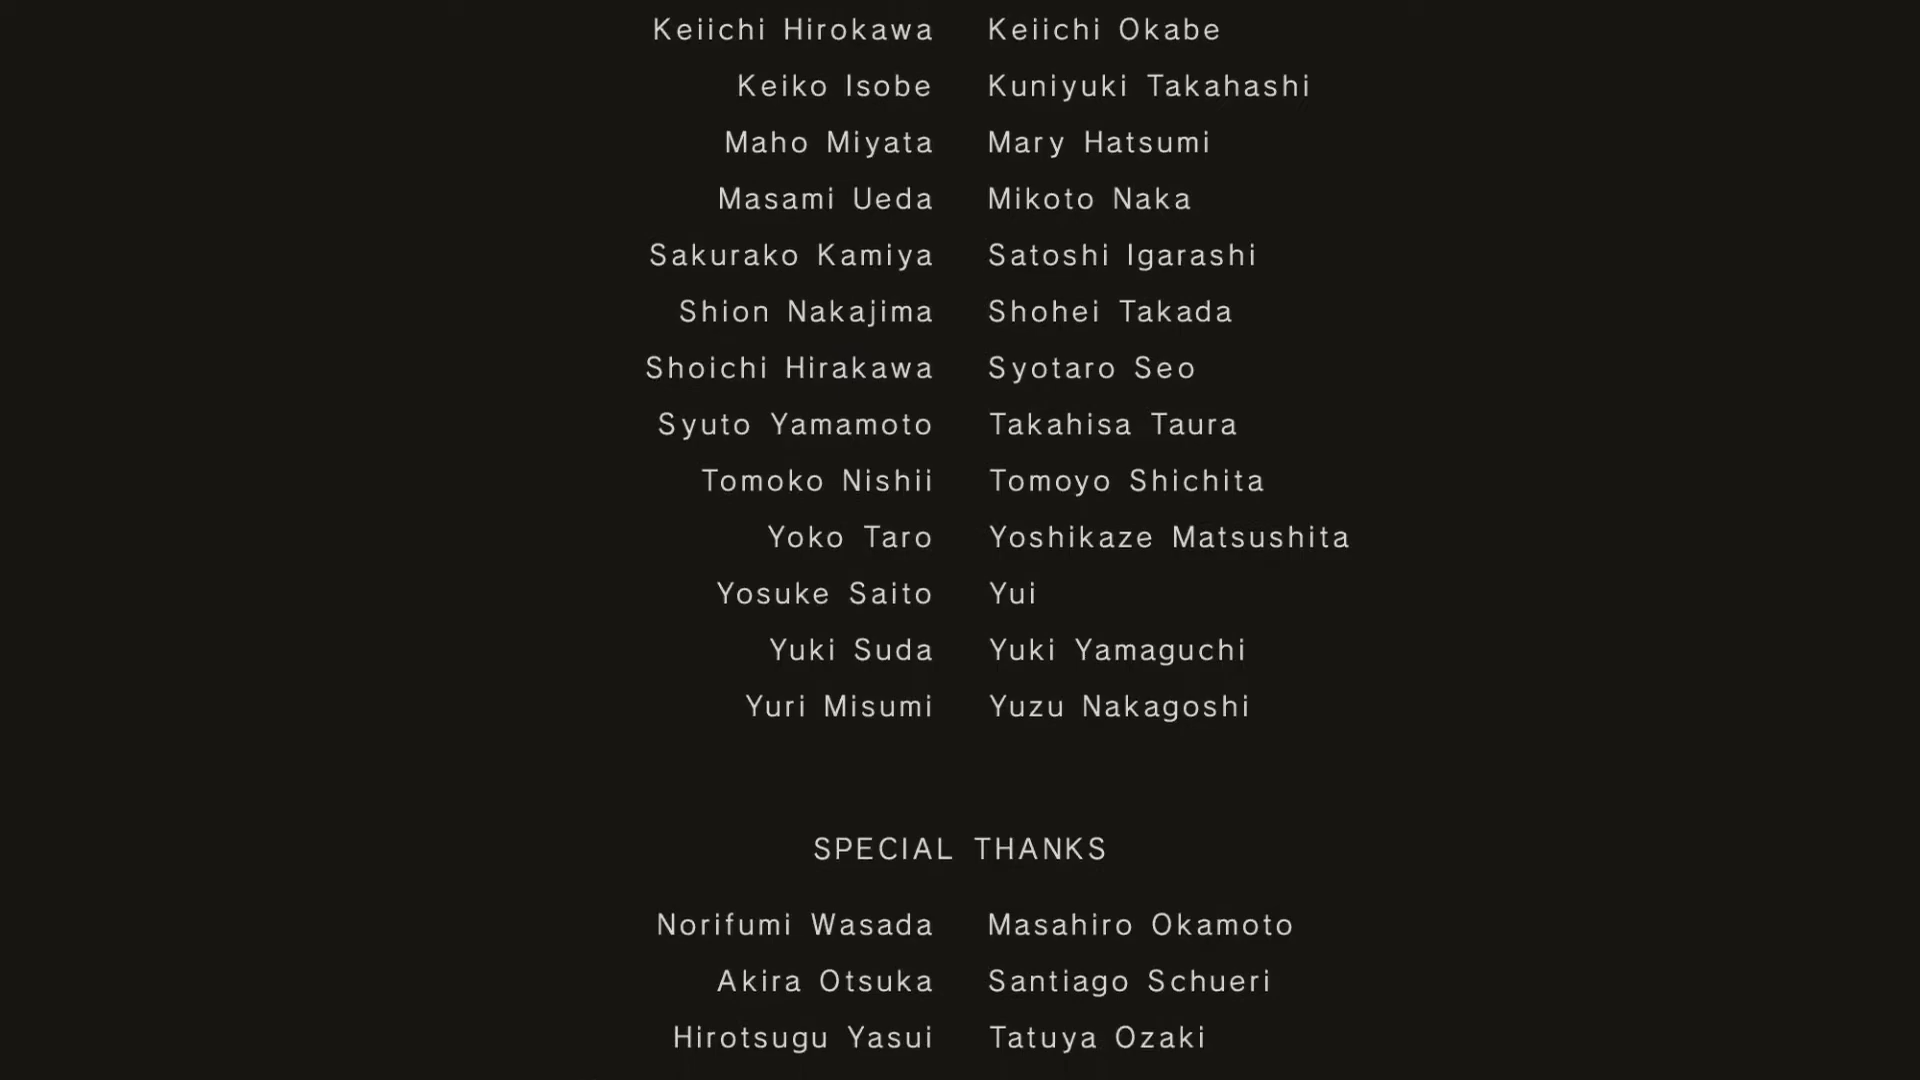 Keiichi Hirokawa Keiichi Okabe
Keiko Isobe Kuniyuki Takahashi
Maho Miyata Mary Hatsumi
Masami Ueda Mikoto Naka
Sakurako Kamiya Satoshi Igarashi
Shion Nakajima Shohei Takada
Shoichi Hirakawa Syotaro Seo
Syuto Yamamoto Takahisa Taura
Tomoko Nishii Tomoyo Shichita
Yoko Taro Yoshikaze Matsushita
Yosuke Saito Yui
Yuki Suda Yuki Yamaguchi
Yuri Misumi Yuzu Nakagoshi
SPECIAL THANKS
Norifumi Wasada Masahiro Okamoto
Akira Otsuka Santiago Schueri
Hirotsugu Yasui Tatuya Ozaki